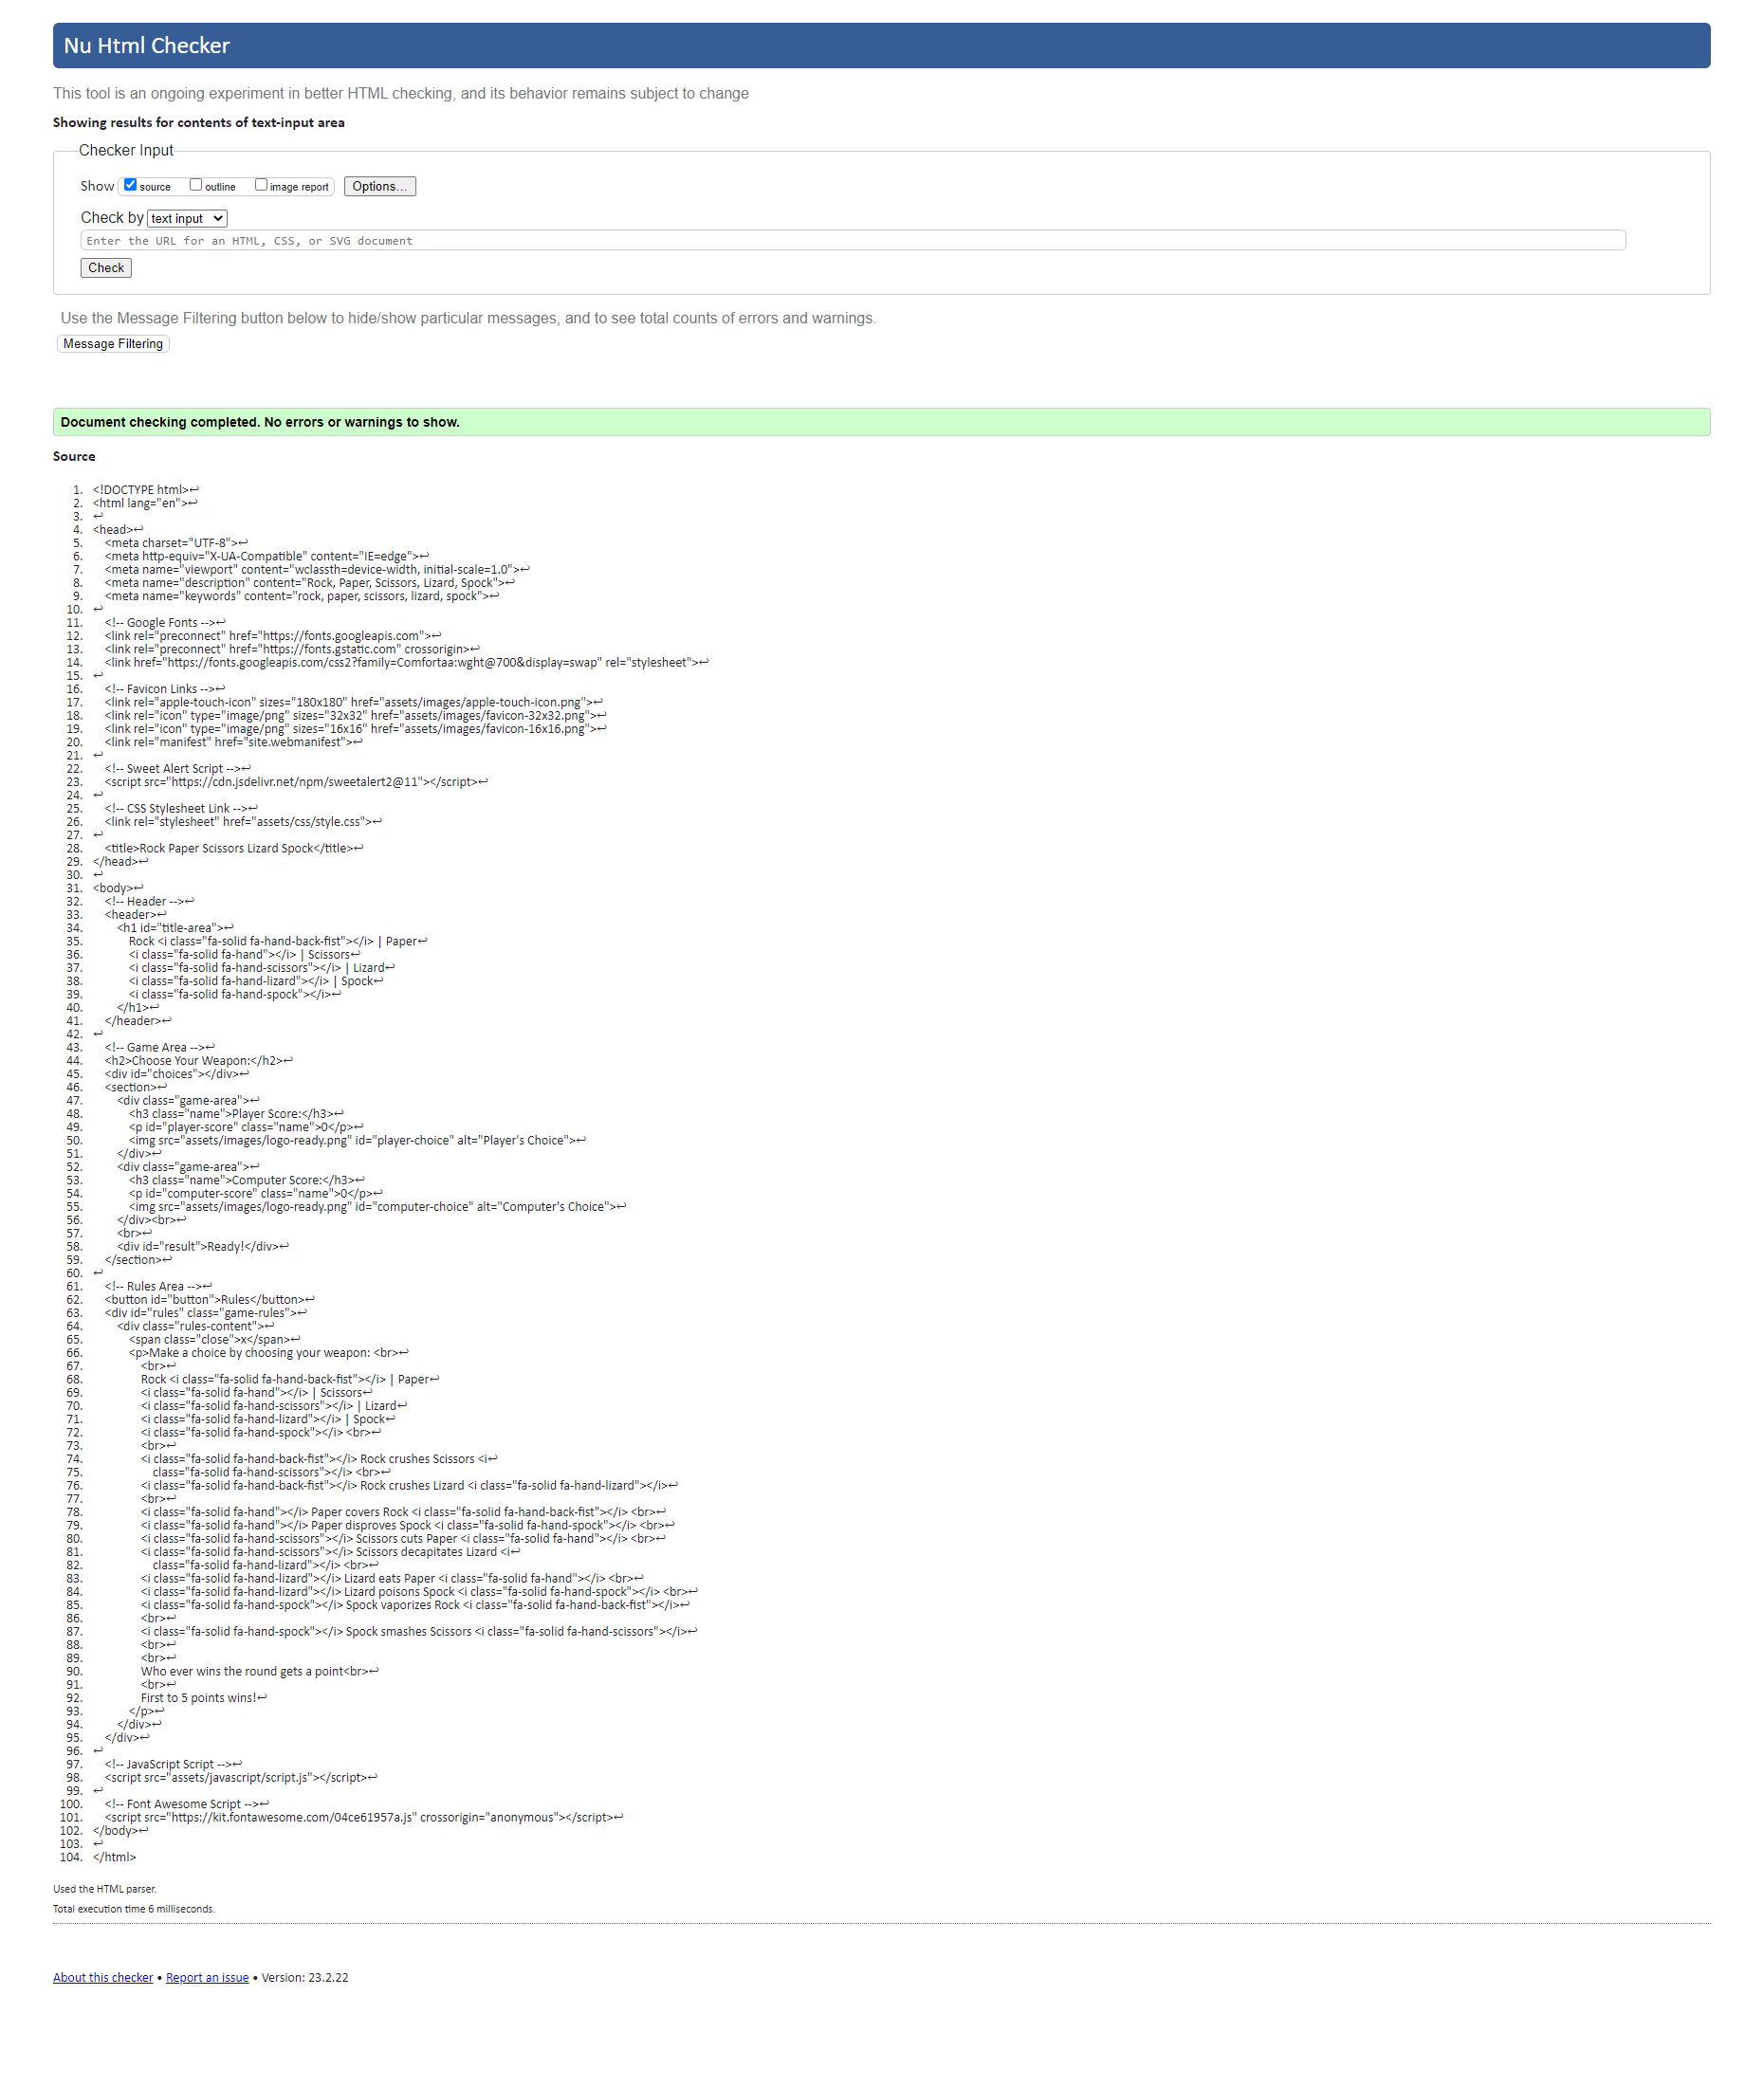 Nu Html Checker
This tool is an ongoing experiment in better HTML checking, and its behavior remains subject to change
Showing results for contents of text-input area
Checker Input
Show source outline image report Options...
Check by text input
Enter the URL for an HTML, CSS, or SVG document
Check
Use the Message Filtering button below to hide/show particular messages, and to see total counts of errors and warnings.
Message Filtering
Document checking completed. No errors or warnings to show.
Source
1. <!DOCTYPE html>↩
2. <html lang="en">↩
3. ↩
4. <head>↩
5. <meta charset="UTF-8">↩
6. <meta http-equiv="X-UA-Compatible" content="IE=edge">↩
7. <meta name="viewport" content="wclassth=device-width, initial-scale=1.0">↩
8. <meta name="description" content="Rock, Paper, Scissors, Lizard, Spock">↩
9. <meta name="keywords" content="rock, paper, scissors, lizard, spock">↩
10. ↩
11. <!-- Google Fonts -->↩
12. <link rel="preconnect" href="https://fonts.googleapis.com">↩
13. <link rel="preconnect" href="https://fonts.gstatic.com" crossorigin>↩
14. <link href="https://fonts.googleapis.com/css2?family=Comfortaa:wght@700&display=swap" rel="stylesheet">↩
15. ↩
16. <!-- Favicon Links -->↩
17. <link rel="apple-touch-icon" sizes="180x180" href="assets/images/apple-touch-icon.png">↩
18. <link rel="icon" type="image/png" sizes="32x32" href="assets/images/favicon-32x32.png">↩
19. <link rel="icon" type="image/png" sizes="16x16" href="assets/images/favicon-16x16.png">↩
20. <link rel="manifest" href="site.webmanifest">↩
21. ↩
22. <!-- Sweet Alert Script -->↩
23. <script src="https://cdn.jsdelivr.net/npm/sweetalert2@11"></script>↩
24. ↩
25. <!-- CSS Stylesheet Link -->↩
26. <link rel="stylesheet" href="assets/css/style.css">↩
27. ↩
28. <title>Rock Paper Scissors Lizard Spock</title>↩
29. </head>↩
30. ↩
31. <body>↩
32. <!-- Header -->↩
33. <header>↩
34. <h1 id="title-area">↩
35. Rock <i class="fa-solid fa-hand-back-fist"></i> | Paper↩
36. <i class="fa-solid fa-hand"></i> | Scissors↩
37. <i class="fa-solid fa-hand-scissors"></i> | Lizard↩
38. <i class="fa-solid fa-hand-lizard"></i> | Spock↩
39. <i class="fa-solid fa-hand-spock"></i>↩
40. </h1>↩
41. </header>↩
42. ↩
43. <!-- Game Area -->↩
44. <h2>Choose Your Weapon:</h2>↩
45. <div id="choices"></div>↩
46. <section>↩
47. <div class="game-area">↩
48. <h3 class="name">Player Score:</h3>↩
49. <p id="player-score" class="name">0</p>↩
50. <img src="assets/images/logo-ready.png" id="player-choice" alt="Player's Choice">↩
51. </div>↩
52. <div class="game-area">↩
53. <h3 class="name">Computer Score:</h3>↩
54. <p id="computer-score" class="name">0</p>↩
55. <img src="assets/images/logo-ready.png" id="computer-choice" alt="Computer's Choice">↩
56. </div><br>↩
57. <br>↩
58. <div id="result">Ready!</div>↩
59. </section>↩
60. ↩
61. <!-- Rules Area -->↩
62. <button id="button">Rules</button>↩
63. <div id="rules" class="game-rules">↩
64. <div class="rules-content">↩
65. <span class="close">x</span>↩
66. <p>Make a choice by choosing your weapon: <br>↩
67. <br>↩
68. Rock <i class="fa-solid fa-hand-back-fist"></i> | Paper↩
69. <i class="fa-solid fa-hand"></i> | Scissors↩
70. <i class="fa-solid fa-hand-scissors"></i> | Lizard↩
71. <i class="fa-solid fa-hand-lizard"></i> | Spock↩
72. <i class="fa-solid fa-hand-spock"></i> <br>↩
73. <br>↩
74. <i class="fa-solid fa-hand-back-fist"></i> Rock crushes Scissors <i↩
75. class="fa-solid fa-hand-scissors"></i> <br>↩
76. <i class="fa-solid fa-hand-back-fist"></i> Rock crushes Lizard <i class="fa-solid fa-hand-lizard"></i>↩
77. <br>↩
78. <i class="fa-solid fa-hand"></i> Paper covers Rock <i class="fa-solid fa-hand-back-fist"></i> <br>↩
79. <i class="fa-solid fa-hand"></i> Paper disproves Spock <i class="fa-solid fa-hand-spock"></i> <br>↩
80. <i class="fa-solid fa-hand-scissors"></i> Scissors cuts Paper <i class="fa-solid fa-hand"></i> <br>↩
81. <i class="fa-solid fa-hand-scissors"></i> Scissors decapitates Lizard <i↩
82. class="fa-solid fa-hand-lizard"></i> <br>↩
83. <i class="fa-solid fa-hand-lizard"></i> Lizard eats Paper <i class="fa-solid fa-hand"></i> <br>↩
84. <i class="fa-solid fa-hand-lizard"></i> Lizard poisons Spock <i class="fa-solid fa-hand-spock"></i> <br>↩
85. <i class="fa-solid fa-hand-spock"></i> Spock vaporizes Rock <i class="fa-solid fa-hand-back-fist"></i>↩
86. <br>↩
87. <i class="fa-solid fa-hand-spock"></i> Spock smashes Scissors <i class="fa-solid fa-hand-scissors"></i>↩
88. <br>↩
89. <br>↩
90. Who ever wins the round gets a point<br>↩
91. <br>↩
92. First to 5 points wins!↩
93. </p>↩
94. </div>↩
95. </div>↩
96. ↩
97. <!-- JavaScript Script -->↩
98. <script src="assets/javascript/script.js"></script>↩
99. ↩
100. <!-- Font Awesome Script -->↩
101. <script src="https://kit.fontawesome.com/04ce61957a.js" crossorigin="anonymous"></script>↩
102. </body>↩
103. ↩
104. </html>
Used the HTML parser.
Total execution time 6 milliseconds.
About this checker • Report an issue • Version: 23.2.22